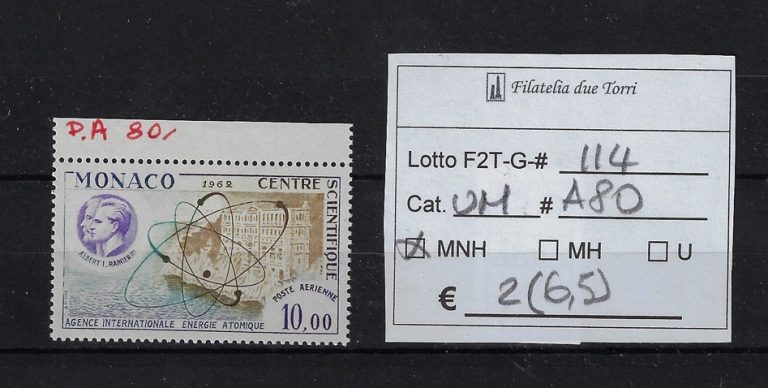 P.A 80,
MONACO
1962
CENTRE
SCIENTIFIQUE
ALBERT I. RAINIER III
POSTE AERIENNE
10,00
AGENCE INTERNATIONALE ENERGIE ATOMIQUE
Filatelia due Torri
Lotto F2T-G-# 114
Cat. UM # A80
☒ MNH ☐ MH ☐ U
€ 2(6,5)